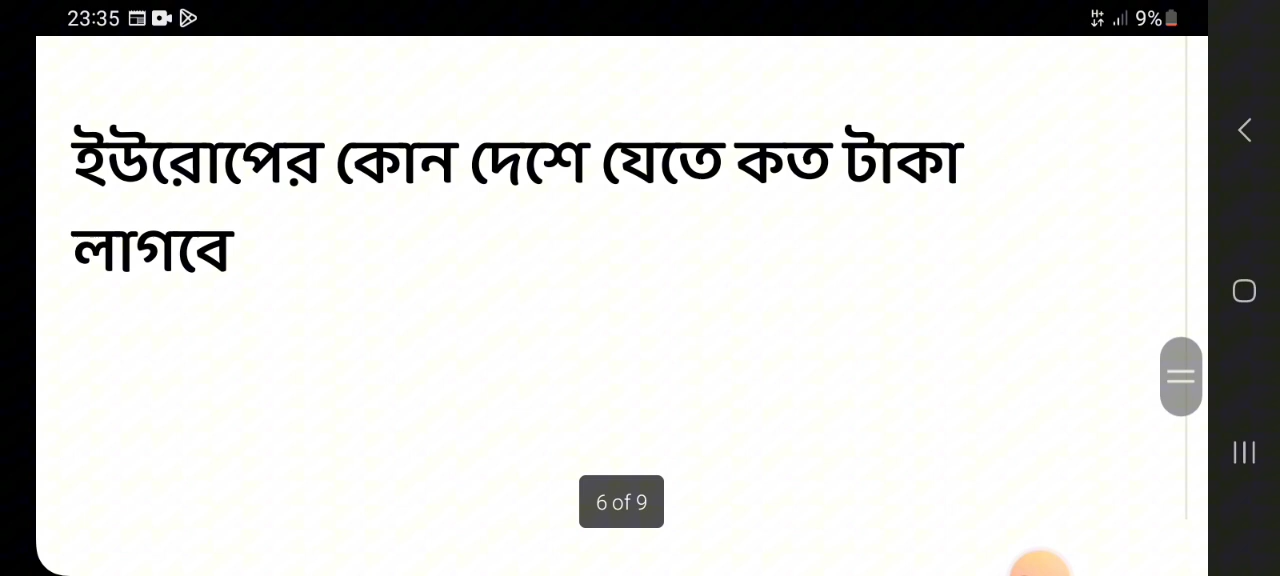 23:35 H+ 9%
ইউরোপের কোন দেশে যেতে কত টাকা
লাগবে
6 of 9